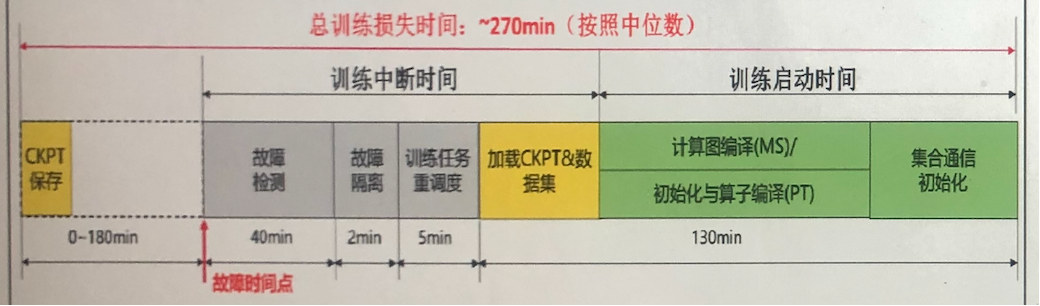 总训练损失时间：~270min（按照中位数）
训练中断时间
训练启动时间
CKPT
保存
故障
检测
故障
隔离
训练任务
重调度
加载CKPT&数
据集
计算图编译(MS)/
初始化与算子编译(PT)
集合通信
初始化
0~180min
40min
2min
5min
130min
故障时间点